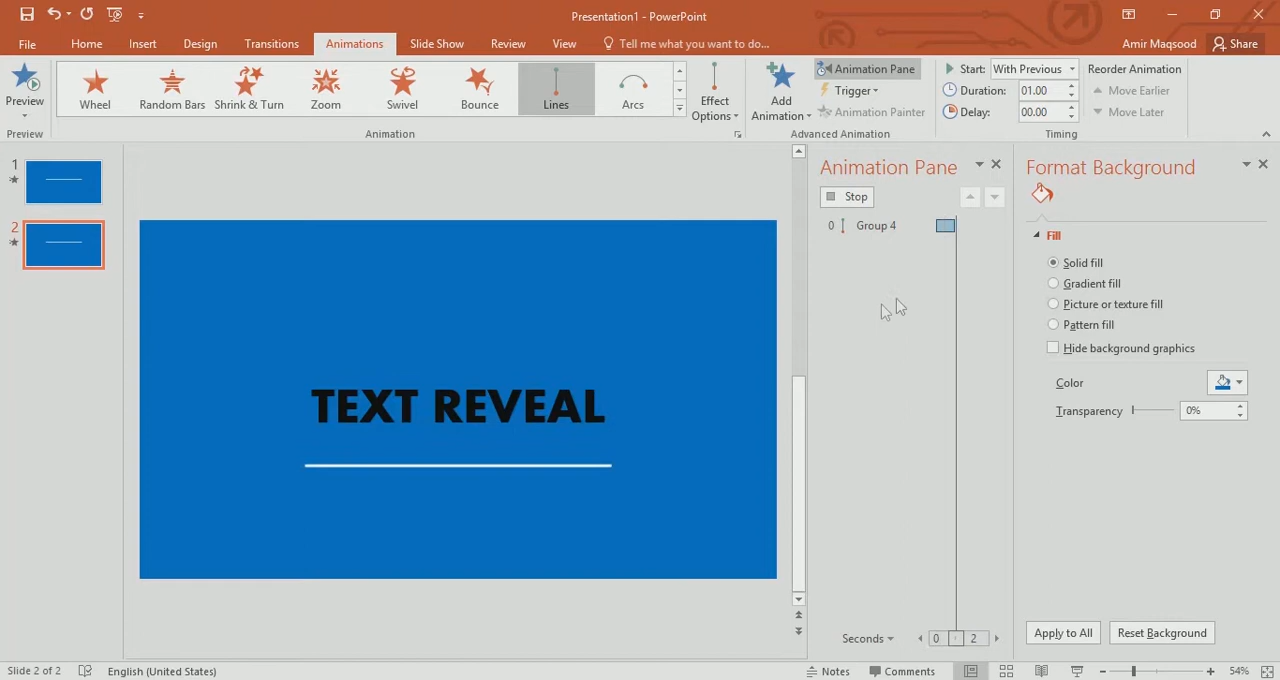 Presentation1 - PowerPoint
File Home Insert Design Transitions Animations Slide Show Review View Tell me what you want to do... Amir Maqsood Share
Preview Wheel Random Bars Shrink & Turn Zoom Swivel Bounce Lines Arcs Effect Options Add Animation Animation Pane Trigger Animation Painter Start: With Previous Duration: 01.00 Delay: 00.00 Reorder Animation Move Earlier Move Later
Preview Animation Advanced Animation Timing
1
2
TEXT REVEAL
Animation Pane
Stop
0 Group 4
Seconds 0 2
Format Background
Fill
Solid fill
Gradient fill
Picture or texture fill
Pattern fill
Hide background graphics
Color
Transparency 0%
Apply to All Reset Background
Slide 2 of 2 English (United States) Notes Comments 54%